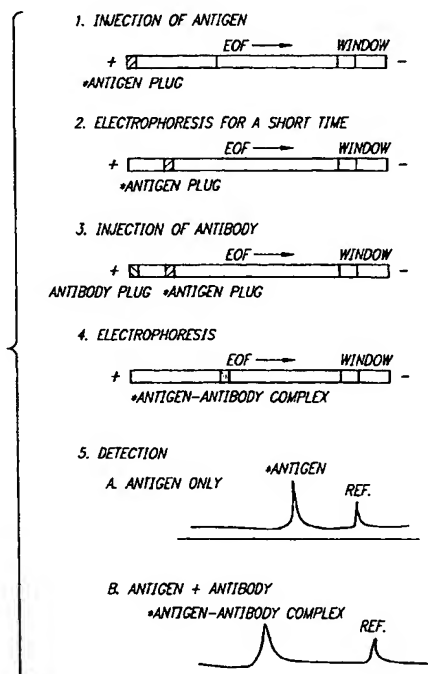 1. INJECTION OF ANTIGEN
EOF WINDOW
+ -
*ANTIGEN PLUG
2. ELECTROPHORESIS FOR A SHORT TIME
EOF WINDOW
+ -
*ANTIGEN PLUG
3. INJECTION OF ANTIBODY
EOF WINDOW
+ -
ANTIBODY PLUG *ANTIGEN PLUG
4. ELECTROPHORESIS
EOF WINDOW
+ -
*ANTIGEN-ANTIBODY COMPLEX
5. DETECTION
*ANTIGEN
A. ANTIGEN ONLY
REF.
B. ANTIGEN + ANTIBODY
*ANTIGEN-ANTIBODY COMPLEX
REF.